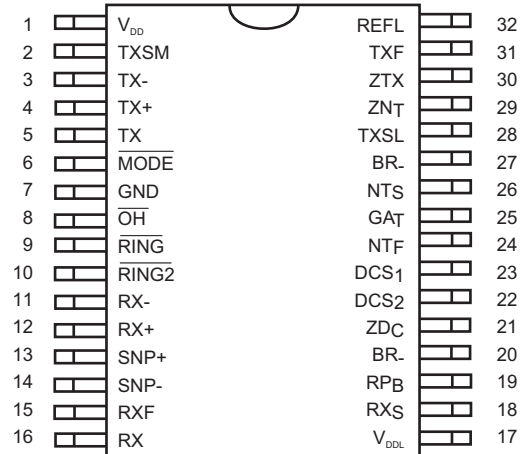 1 V_DD REFL 32
2 TXSM TXF 31
3 TX- ZTX 30
4 TX+ ZNT 29
5 TX TXSL 28
6 MODE BR- 27
7 GND NTS 26
8 OH GAT 25
9 RING NTF 24
10 RING2 DCS1 23
11 RX- DCS2 22
12 RX+ ZDC 21
13 SNP+ BR- 20
14 SNP- RPB 19
15 RXF RXS 18
16 RX V_DDL 17